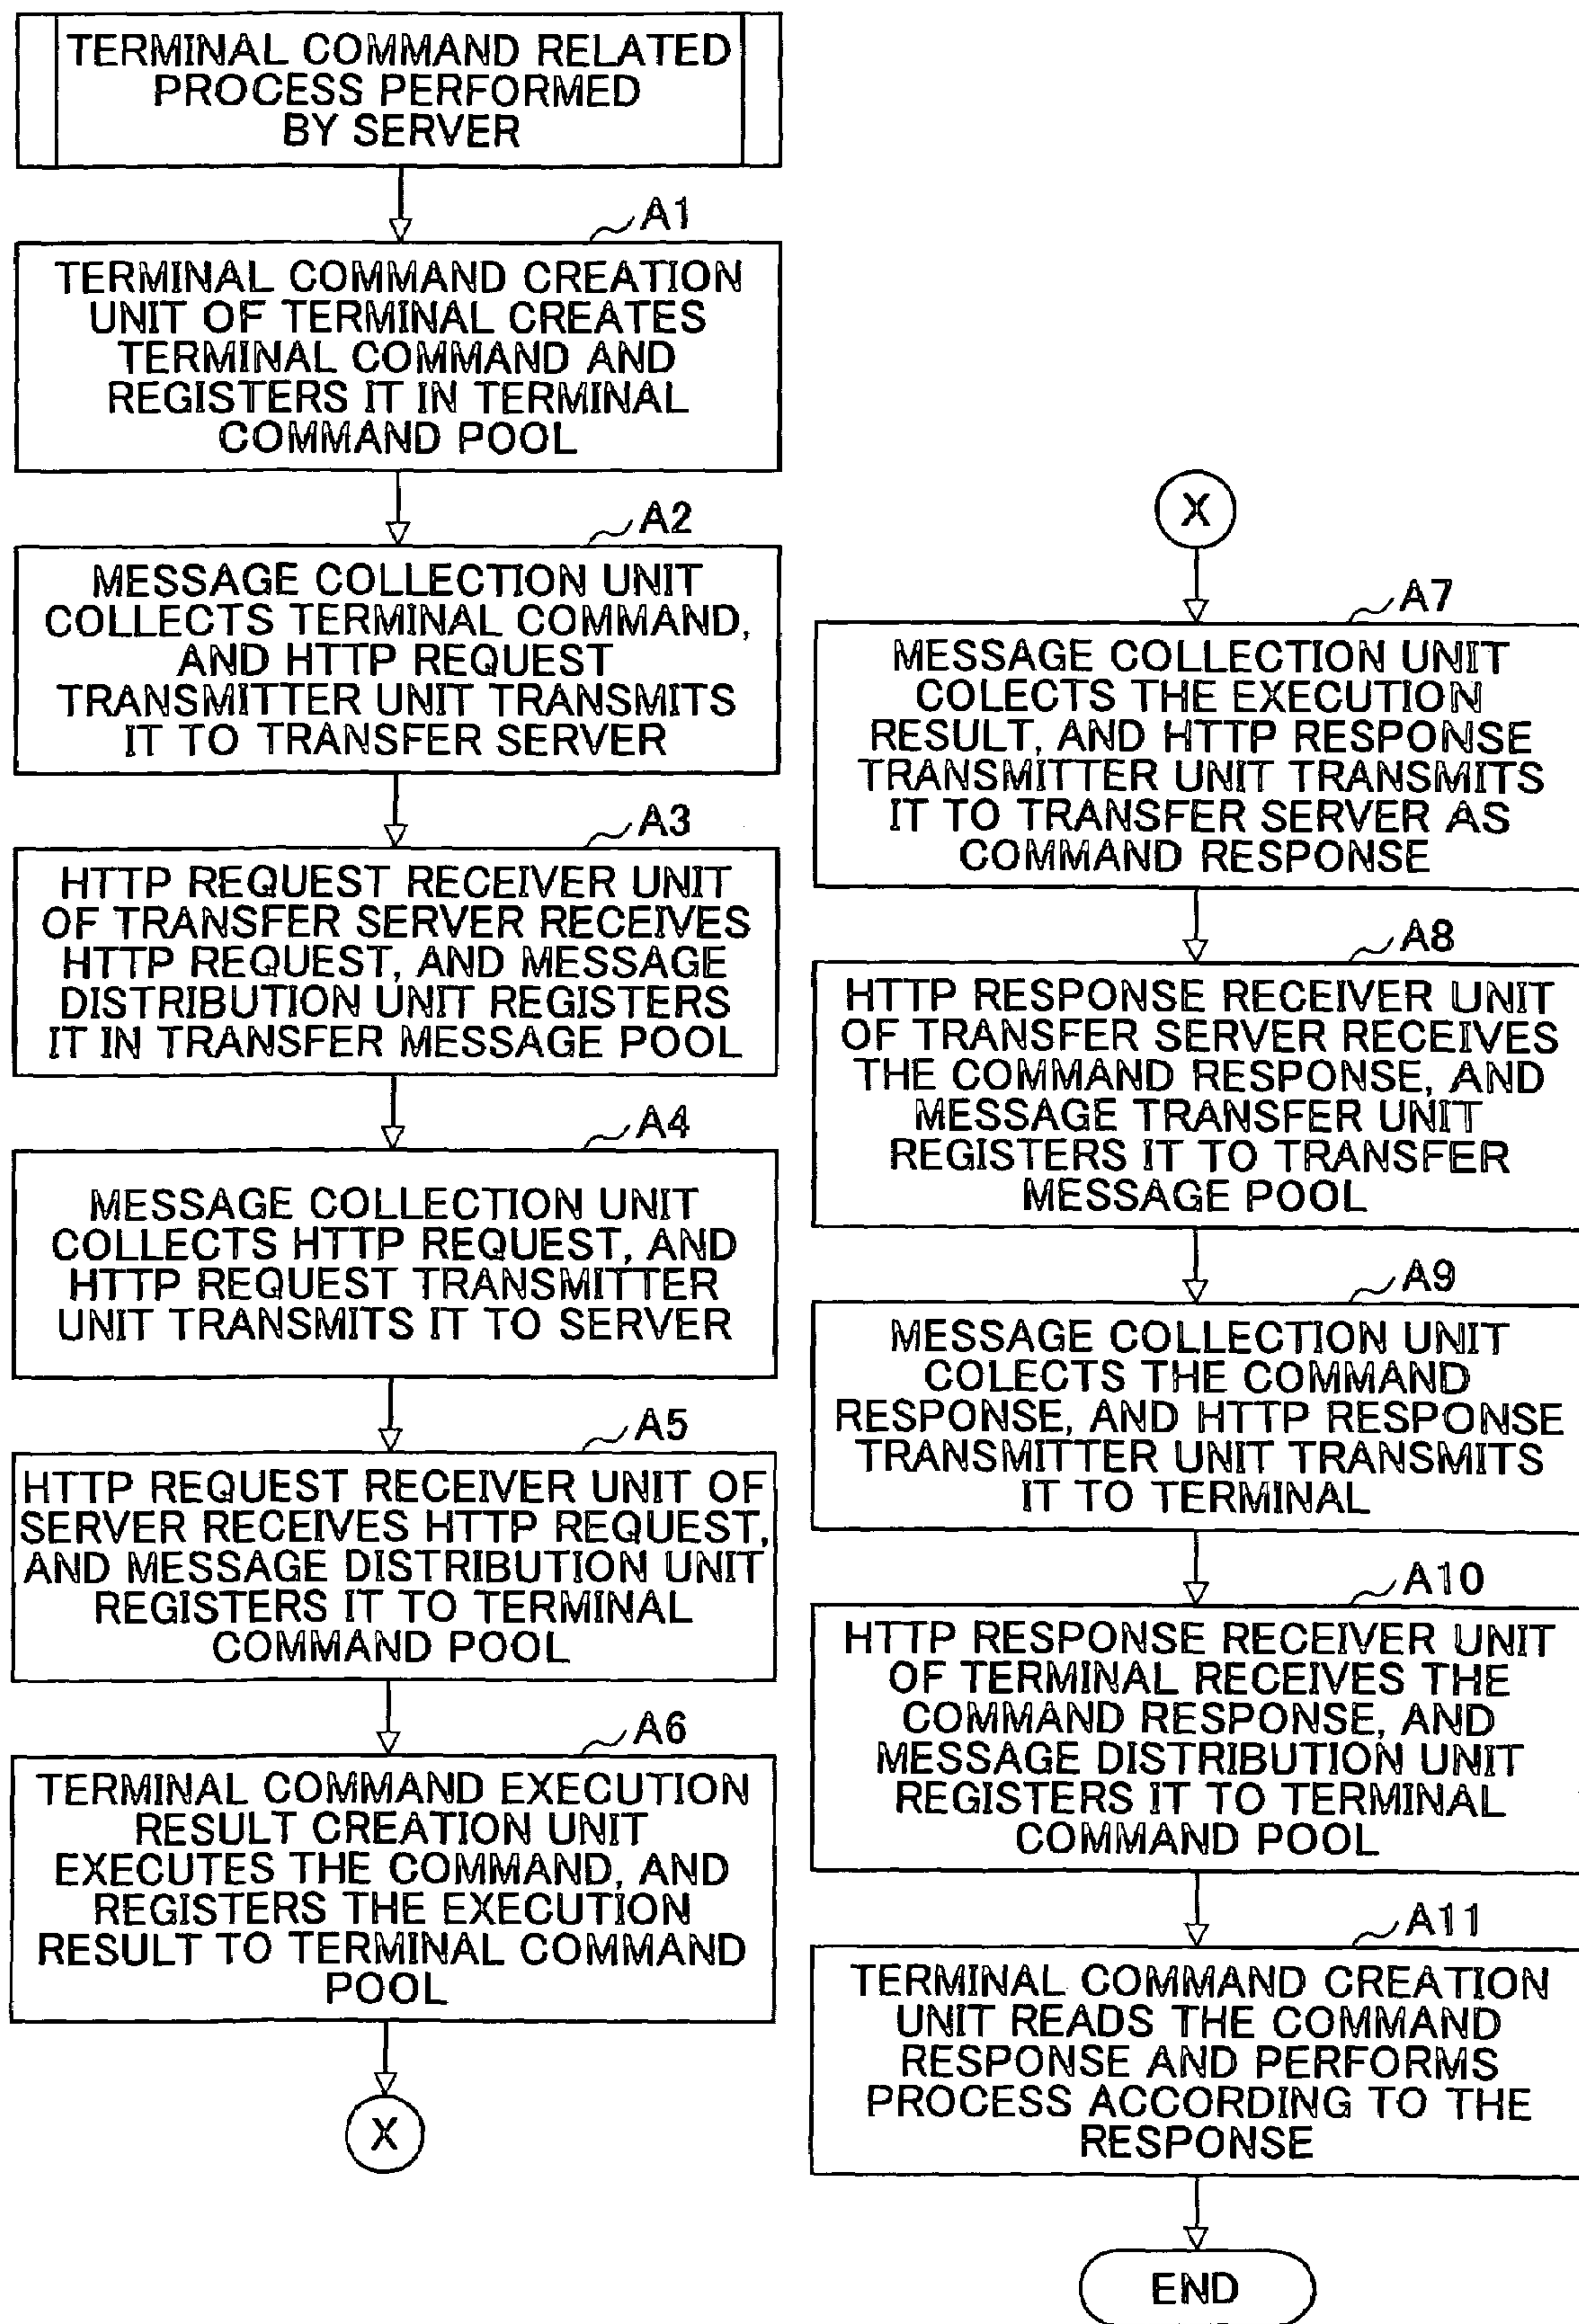 TERMINAL COMMAND RELATED
PROCESS PERFORMED
BY SERVER
A1
TERMINAL COMMAND CREATION
UNIT OF TERMINAL CREATES
TERMINAL COMMAND AND
REGISTERS IT IN TERMINAL
COMMAND POOL
A2
MESSAGE COLLECTION UNIT
COLLECTS TERMINAL COMMAND,
AND HTTP REQUEST
TRANSMITTER UNIT TRANSMITS
IT TO TRANSFER SERVER
A3
HTTP REQUEST RECEIVER UNIT
OF TRANSFER SERVER RECEIVES
HTTP REQUEST, AND MESSAGE
DISTRIBUTION UNIT REGISTERS
IT IN TRANSFER MESSAGE POOL
A4
MESSAGE COLLECTION UNIT
COLLECTS HTTP REQUEST, AND
HTTP REQUEST TRANSMITTER
UNIT TRANSMITS IT TO SERVER
A5
HTTP REQUEST RECEIVER UNIT OF
SERVER RECEIVES HTTP REQUEST,
AND MESSAGE DISTRIBUTION UNIT
REGISTERS IT TO TERMINAL
COMMAND POOL
A6
TERMINAL COMMAND EXECUTION
RESULT CREATION UNIT
EXECUTES THE COMMAND, AND
REGISTERS THE EXECUTION
RESULT TO TERMINAL COMMAND
POOL
X
X
A7
MESSAGE COLLECTION UNIT
COLECTS THE EXECUTION
RESULT, AND HTTP RESPONSE
TRANSMITTER UNIT TRANSMITS
IT TO TRANSFER SERVER AS
COMMAND RESPONSE
A8
HTTP RESPONSE RECEIVER UNIT
OF TRANSFER SERVER RECEIVES
THE COMMAND RESPONSE, AND
MESSAGE TRANSFER UNIT
REGISTERS IT TO TRANSFER
MESSAGE POOL
A9
MESSAGE COLLECTION UNIT
COLECTS THE COMMAND
RESPONSE, AND HTTP RESPONSE
TRANSMITTER UNIT TRANSMITS
IT TO TERMINAL
A10
HTTP RESPONSE RECEIVER UNIT
OF TERMINAL RECEIVES THE
COMMAND RESPONSE, AND
MESSAGE DISTRIBUTION UNIT
REGISTERS IT TO TERMINAL
COMMAND POOL
A11
TERMINAL COMMAND CREATION
UNIT READS THE COMMAND
RESPONSE AND PERFORMS
PROCESS ACCORDING TO THE
RESPONSE
END